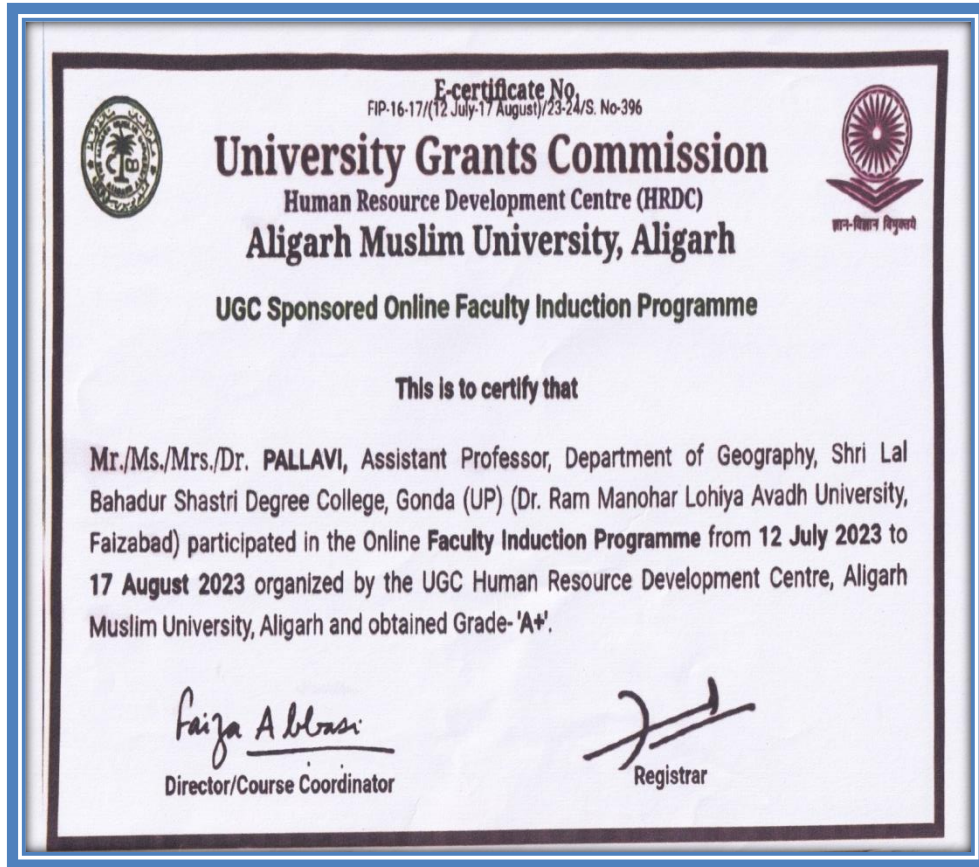 E-certificate No.
FIP-16-17/(12 July-17 August)/23-24/S. No-396
University Grants Commission
Human Resource Development Centre (HRDC)
Aligarh Muslim University, Aligarh
ज्ञान-विज्ञान विमुक्तये
UGC Sponsored Online Faculty Induction Programme
This is to certify that
Mr./Ms./Mrs./Dr. PALLAVI, Assistant Professor, Department of Geography, Shri Lal
Bahadur Shastri Degree College, Gonda (UP) (Dr. Ram Manohar Lohiya Avadh University,
Faizabad) participated in the Online Faculty Induction Programme from 12 July 2023 to
17 August 2023 organized by the UGC Human Resource Development Centre, Aligarh
Muslim University, Aligarh and obtained Grade- 'A+'.
Faiza Abbasi
Director/Course Coordinator
Registrar